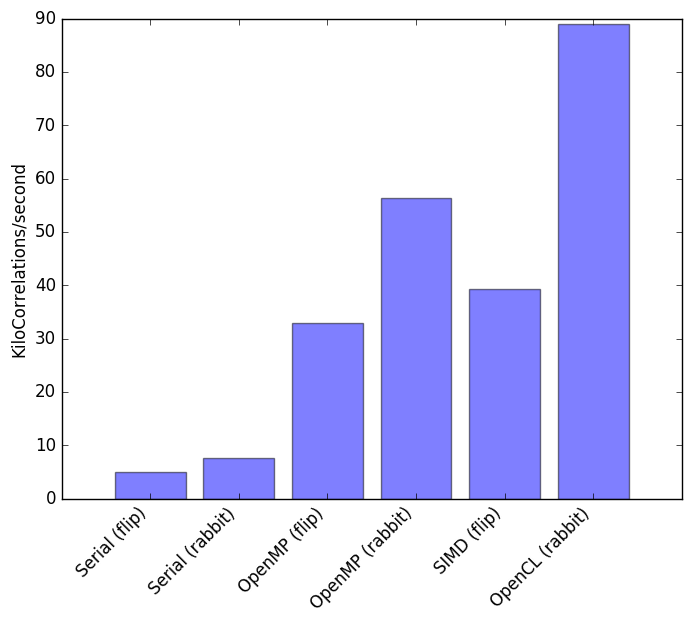 90
80
70
60
50
40
30
20
10
0
KiloCorrelations/second
Serial (flip)
Serial (rabbit)
OpenMP (flip)
OpenMP (rabbit)
SIMD (flip)
OpenCL (rabbit)